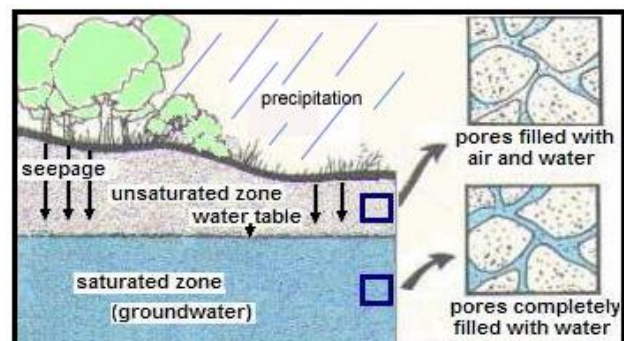 precipitation
pores filled with
air and water
seepage
unsaturated zone
water table
saturated zone
(groundwater)
pores completely
filled with water